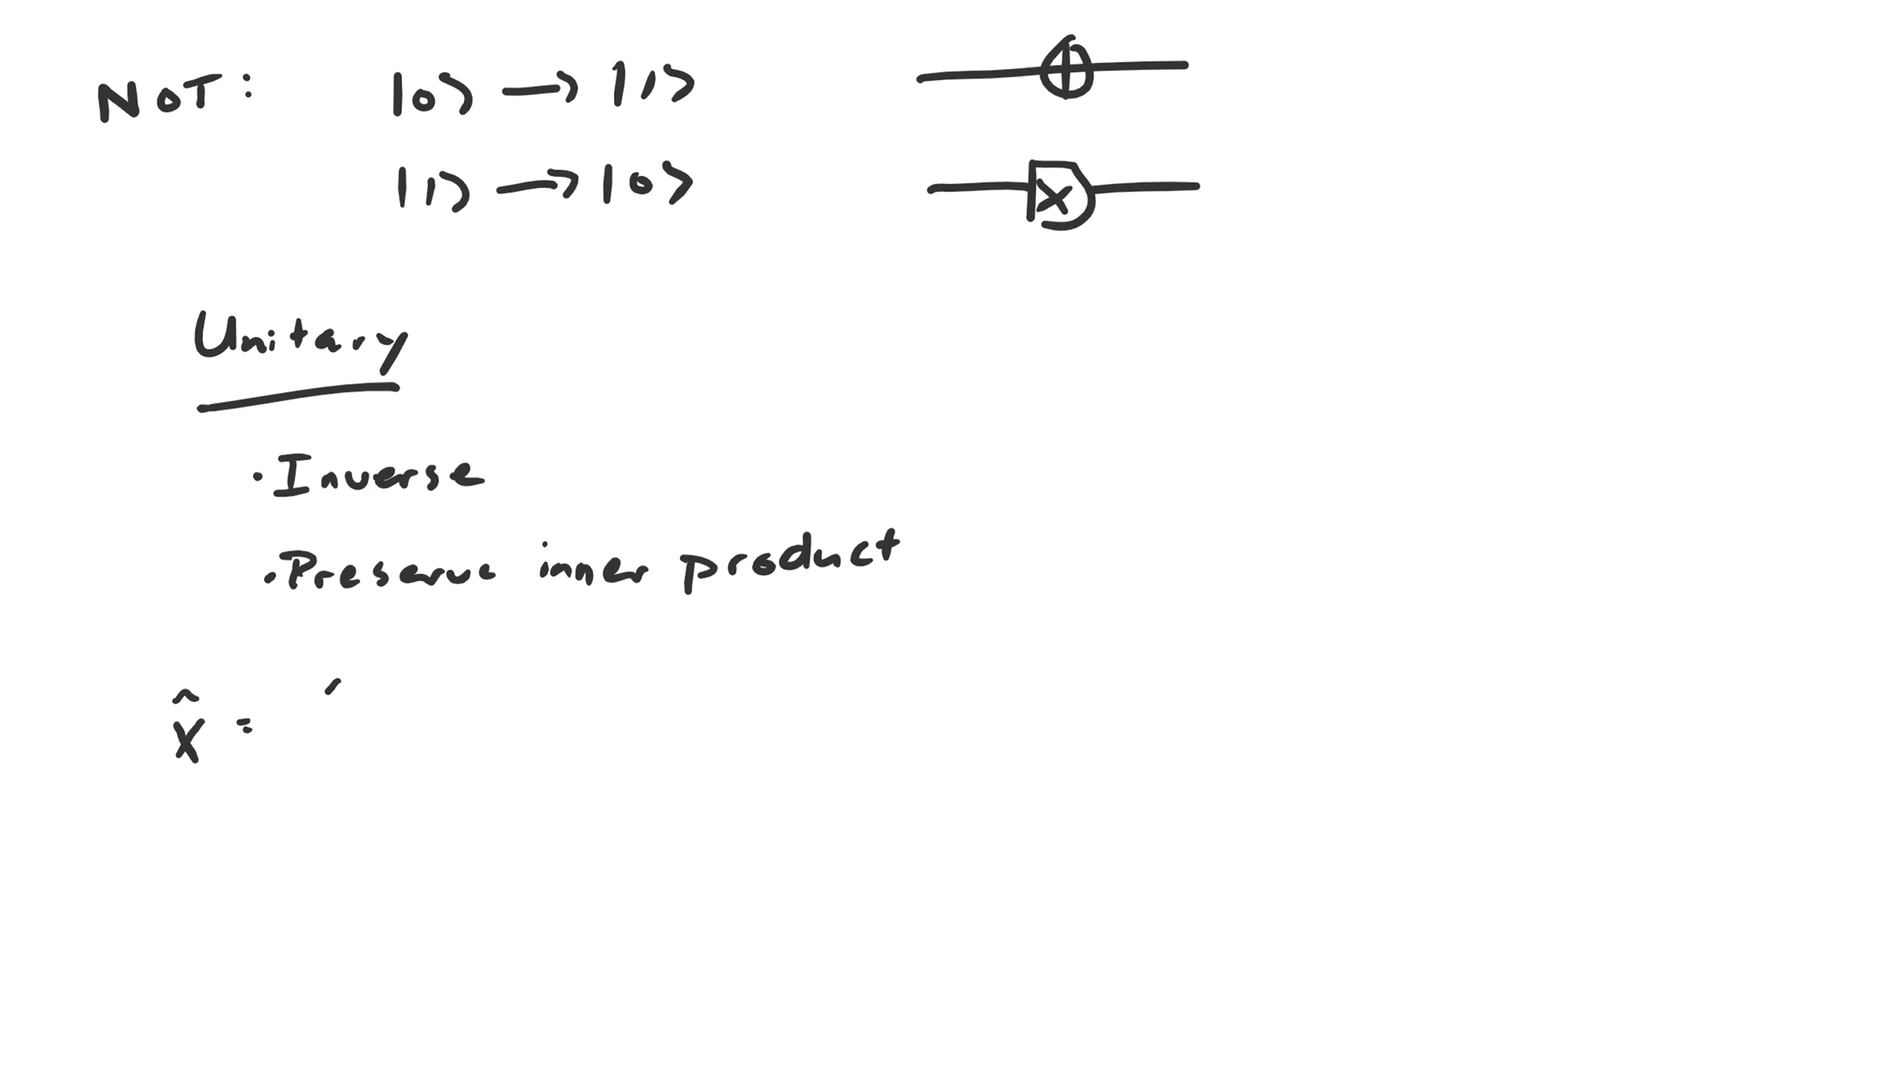 NOT: |0⟩ → |1⟩
|1⟩ → |0⟩
X
Unitary
· Inverse
· Preserve inner product
X̂ =